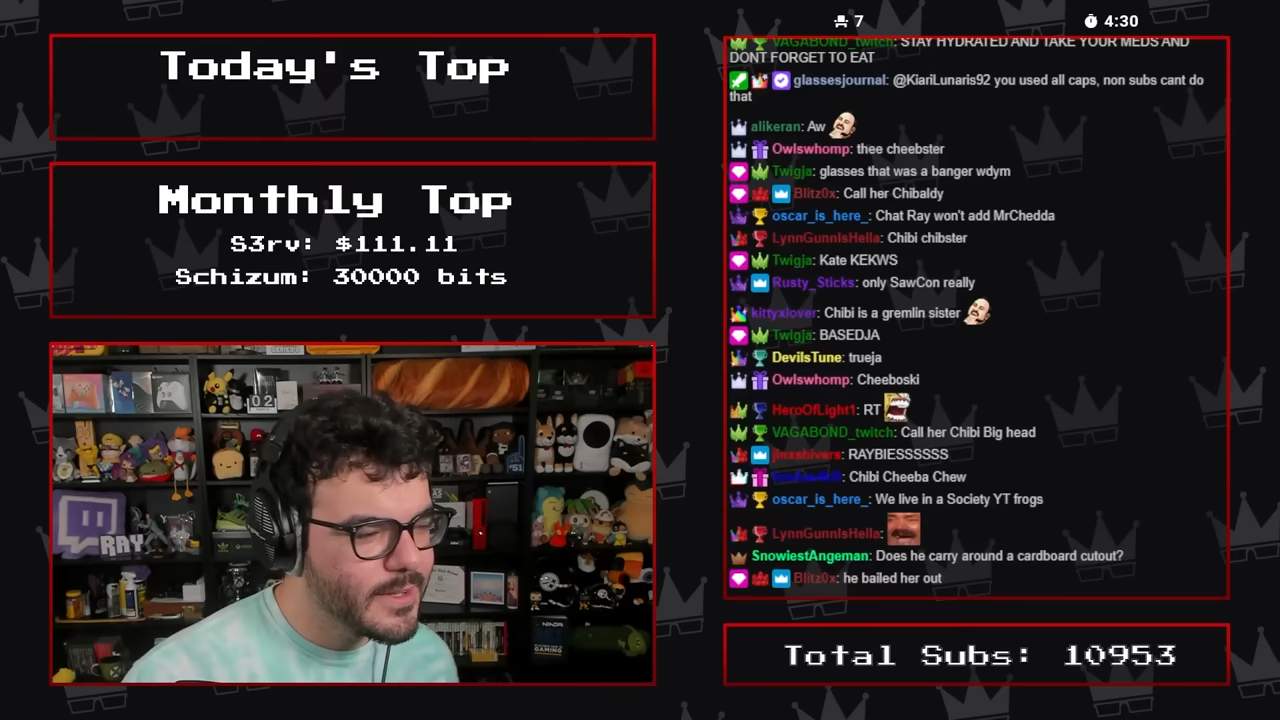 7
4:30
Today's Top
Monthly Top
S3rv: $111.11
Schizum: 30000 bits
VAGABOND_twitch: STAY HYDRATED AND TAKE YOUR MEDS AND
DONT FORGET TO EAT
glassesjournal: @KiariLunaris92 you used all caps, non subs cant do
that
alikeran: Aw
Owlswhomp: thee cheebster
Twigja: glasses that was a banger wdym
Blitz0x: Call her Chibaldy
oscar_is_here_: Chat Ray won't add MrChedda
LynnGunnIsHella: Chibi chibster
Twigja: Kate KEKWS
Rusty_Sticks: only SawCon really
kittyxlover: Chibi is a gremlin sister
Twigja: BASEDJA
DevilsTune: trueja
Owlswhomp: Cheeboski
HeroOfLight1: RT
VAGABOND_twitch: Call her Chibi Big head
jinxshivers: RAYBIESSSSSS
: Chibi Cheeba Chew
oscar_is_here_: We live in a Society YT frogs
LynnGunnIsHella:
SnowiestAngeman: Does he carry around a cardboard cutout?
Blitz0x: he bailed her out
RAY
NINJA
Total Subs: 10953